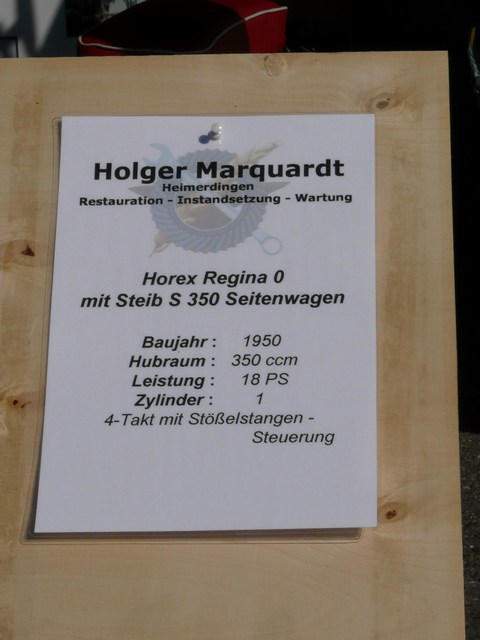 Holger Marquardt
Heimerdingen
Restauration - Instandsetzung - Wartung
Horex Regina 0
mit Steib S 350 Seitenwagen
Baujahr : 1950
Hubraum : 350 ccm
Leistung : 18 PS
Zylinder : 1
4-Takt mit Stößelstangen -
Steuerung